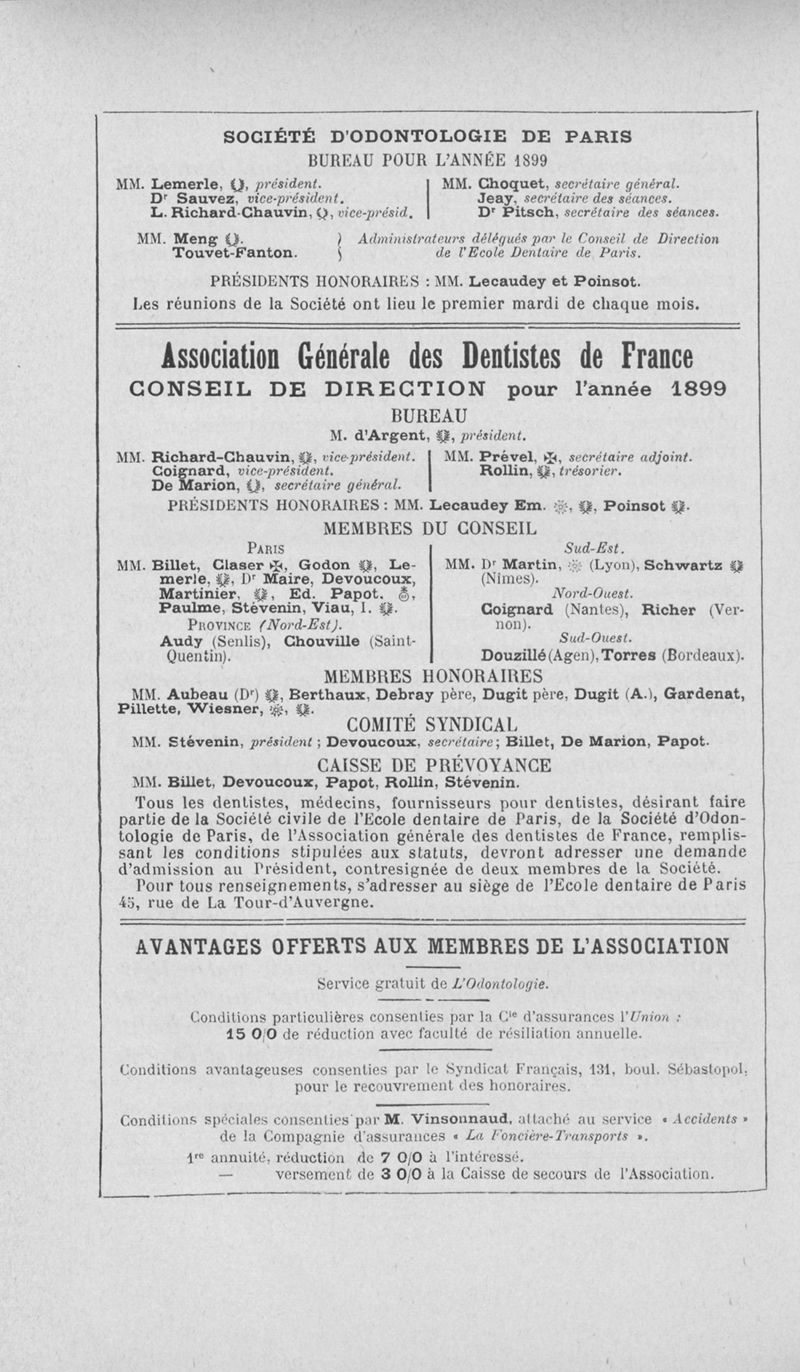 SOCIÉTÉ D'ODONTOLOGIE DE PARIS
BUREAU POUR L'ANNÉE 1899
MM. Lemerle, président.
Dr Sauvez, vice-président.
L. Richard-Chauvin, vice-présid.
MM. Choquet, secrétaire général.
Jeay, secrétaire des séances.
Dr Pitsch, secrétaire des séances.
MM. Meng
Touvet-Fanton.
Administrateurs délégués par le Conseil de Direction
de l'Ecole Dentaire de Paris.
PRÉSIDENTS HONORAIRES : MM. Lecaudey et Poinsot.
Les réunions de la Société ont lieu le premier mardi de chaque mois.
Association Générale des Dentistes de France
CONSEIL DE DIRECTION pour l'année 1899
BUREAU
M. d'Argent, président.
MM. Richard-Chauvin, vice-président.
Coignard, vice-président.
De Marion, secrétaire général.
MM. Prével, ✠, secrétaire adjoint.
Rollin, trésorier.
PRÉSIDENTS HONORAIRES : MM. Lecaudey Em. Poinsot
MEMBRES DU CONSEIL
PARIS
MM. Billet, Claser ✠, Godon, Le-
merle, Dr Maire, Devoucoux,
Martinier, Ed. Papot,
Paulme, Stévenin, Viau, I.
PROVINCE (Nord-Est).
Audy (Senlis), Chouville (Saint-
Quentin).
Sud-Est.
MM. Dr Martin, (Lyon), Schwartz
(Nîmes).
Nord-Ouest.
Coignard (Nantes), Richer (Ver-
non).
Sud-Ouest.
Douzillé (Agen), Torres (Bordeaux).
MEMBRES HONORAIRES
MM. Aubeau (Dr), Berthaux, Debray père, Dugit père, Dugit (A.), Gardenat,
Pillette, Wiesner,
COMITÉ SYNDICAL
MM. Stévenin, président ; Devoucoux, secrétaire ; Billet, De Marion, Papot.
CAISSE DE PRÉVOYANCE
MM. Billet, Devoucoux, Papot, Rollin, Stévenin.
Tous les dentistes, médecins, fournisseurs pour dentistes, désirant faire
partie de la Société civile de l'Ecole dentaire de Paris, de la Société d'Odon-
tologie de Paris, de l'Association générale des dentistes de France, remplis-
sant les conditions stipulées aux statuts, devront adresser une demande
d'admission au Président, contresignée de deux membres de la Société.
Pour tous renseignements, s'adresser au siège de l'Ecole dentaire de Paris
45, rue de La Tour-d'Auvergne.
AVANTAGES OFFERTS AUX MEMBRES DE L'ASSOCIATION
Service gratuit de L'Odontologie.
Conditions particulières consenties par la Cie d'assurances l'Union :
15 0/0 de réduction avec faculté de résiliation annuelle.
Conditions avantageuses consenties par le Syndicat Français, 131, boul. Sébastopol,
pour le recouvrement des honoraires.
Conditions spéciales consenties par M. Vinsonnaud, attaché au service « Accidents »
de la Compagnie d'assurances « La Foncière-Transports ».
1re annuité, réduction de 7 0/0 à l'intéressé.
— versement de 3 0/0 à la Caisse de secours de l'Association.